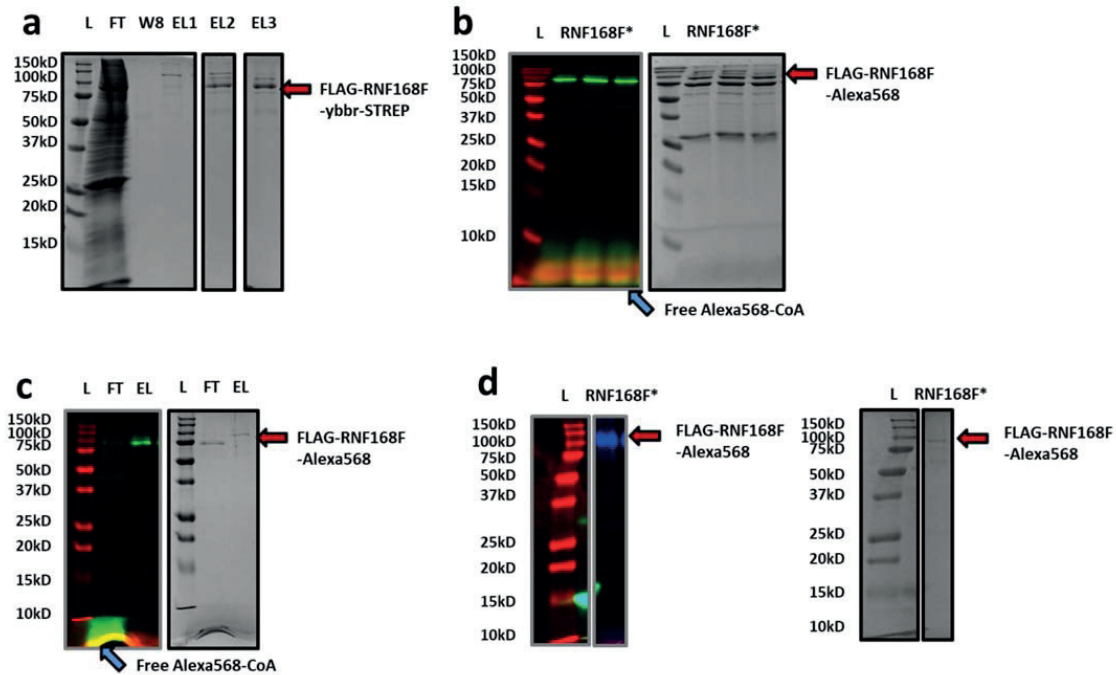 a
L FT W8 EL1 EL2 EL3
150kD
100kD
75kD
50kD
37kD
25kD
20kD
15kD
FLAG-RNF168F
-ybbr-STREP
b
L RNF168F* L RNF168F*
150kD
100kD
75kD
50kD
37kD
25kD
20kD
15kD
10kD
FLAG-RNF168F
-Alexa568
Free Alexa568-CoA
c
L FT EL L FT EL
150kD
100kD
75kD
50kD
37kD
25kD
20kD
15kD
10kD
FLAG-RNF168F
-Alexa568
Free Alexa568-CoA
d
L RNF168F*
150kD
100kD
75kD
50kD
37kD
25kD
20kD
15kD
10kD
FLAG-RNF168F
-Alexa568
L RNF168F*
150kD
100kD
75kD
50kD
37kD
25kD
20kD
15kD
10kD
FLAG-RNF168F
-Alexa568